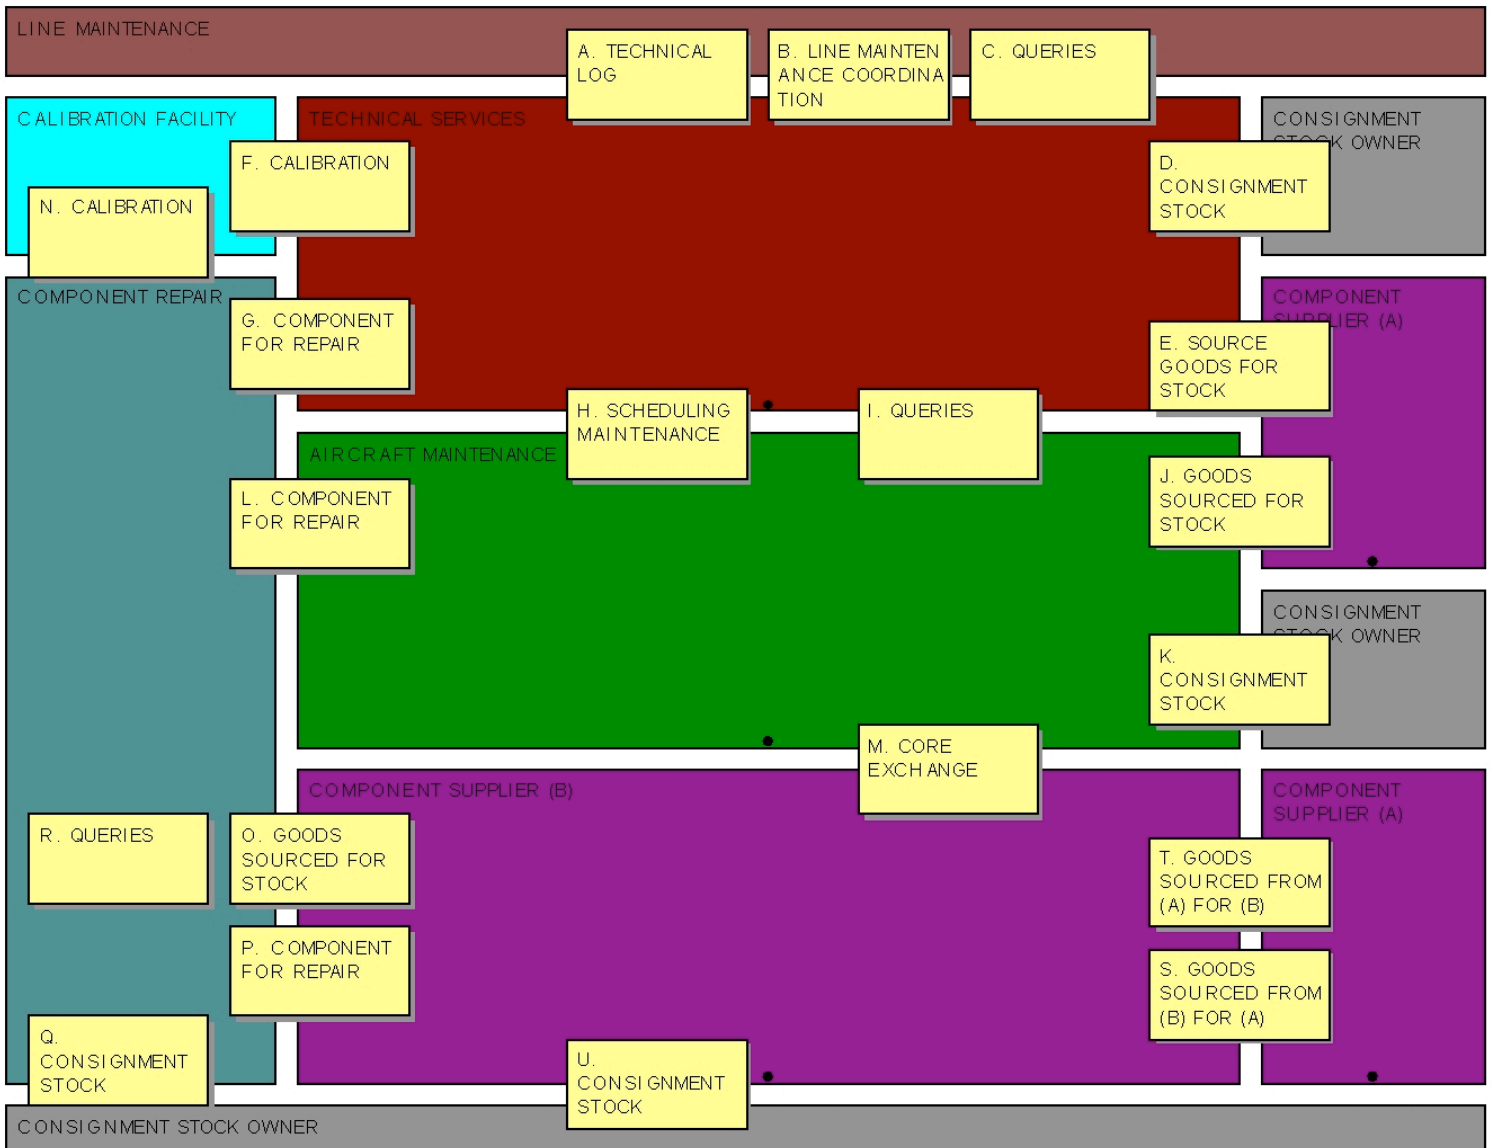 LINE MAINTENANCE
A. TECHNICAL
LOG
B. LINE MAINTEN
ANCE COORDINA
TION
C. QUERIES
CALIBRATION FACILITY
TECHNICAL SERVICES
CONSIGNMENT
STOCK OWNER
F. CALIBRATION
D.
CONSIGNMENT
STOCK
N. CALIBRATION
COMPONENT REPAIR
COMPONENT
SUPPLIER (A)
G. COMPONENT
FOR REPAIR
E. SOURCE
GOODS FOR
STOCK
H. SCHEDULING
MAINTENANCE
I. QUERIES
AIRCRAFT MAINTENANCE
J. GOODS
SOURCED FOR
STOCK
L. COMPONENT
FOR REPAIR
CONSIGNMENT
STOCK OWNER
K.
CONSIGNMENT
STOCK
M. CORE
EXCHANGE
COMPONENT SUPPLIER (B)
COMPONENT
SUPPLIER (A)
R. QUERIES
O. GOODS
SOURCED FOR
STOCK
T. GOODS
SOURCED FROM
(A) FOR (B)
P. COMPONENT
FOR REPAIR
S. GOODS
SOURCED FROM
(B) FOR (A)
Q.
CONSIGNMENT
STOCK
U.
CONSIGNMENT
STOCK
CONSIGNMENT STOCK OWNER